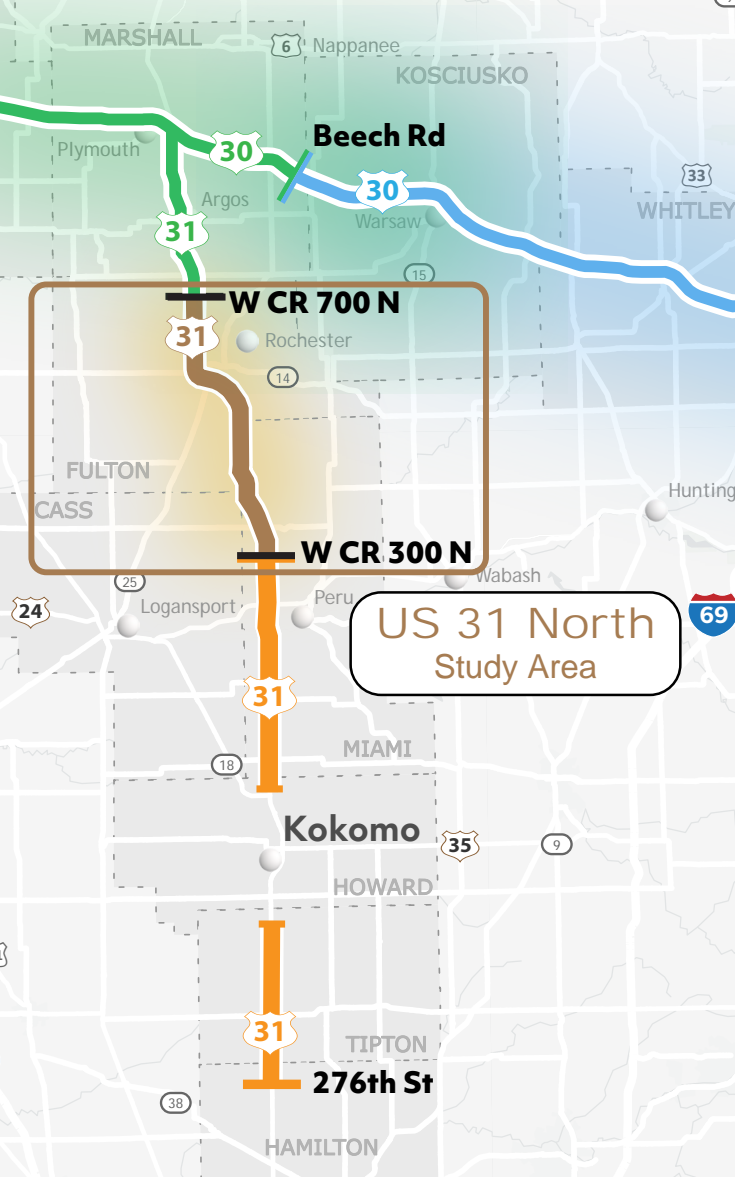 MARSHALL
6
Nappanee
KOSCIUSKO
Beech Rd
Plymouth
30
30
33
Argos
WHITLEY
Warsaw
31
15
W CR 700 N
31
Rochester
14
FULTON
CASS
Hunting
W CR 300 N
25
Wabash
24
Logansport
Peru
69
US 31 North
Study Area
31
MIAMI
18
Kokomo
35
9
HOWARD
31
TIPTON
276th St
38
HAMILTON